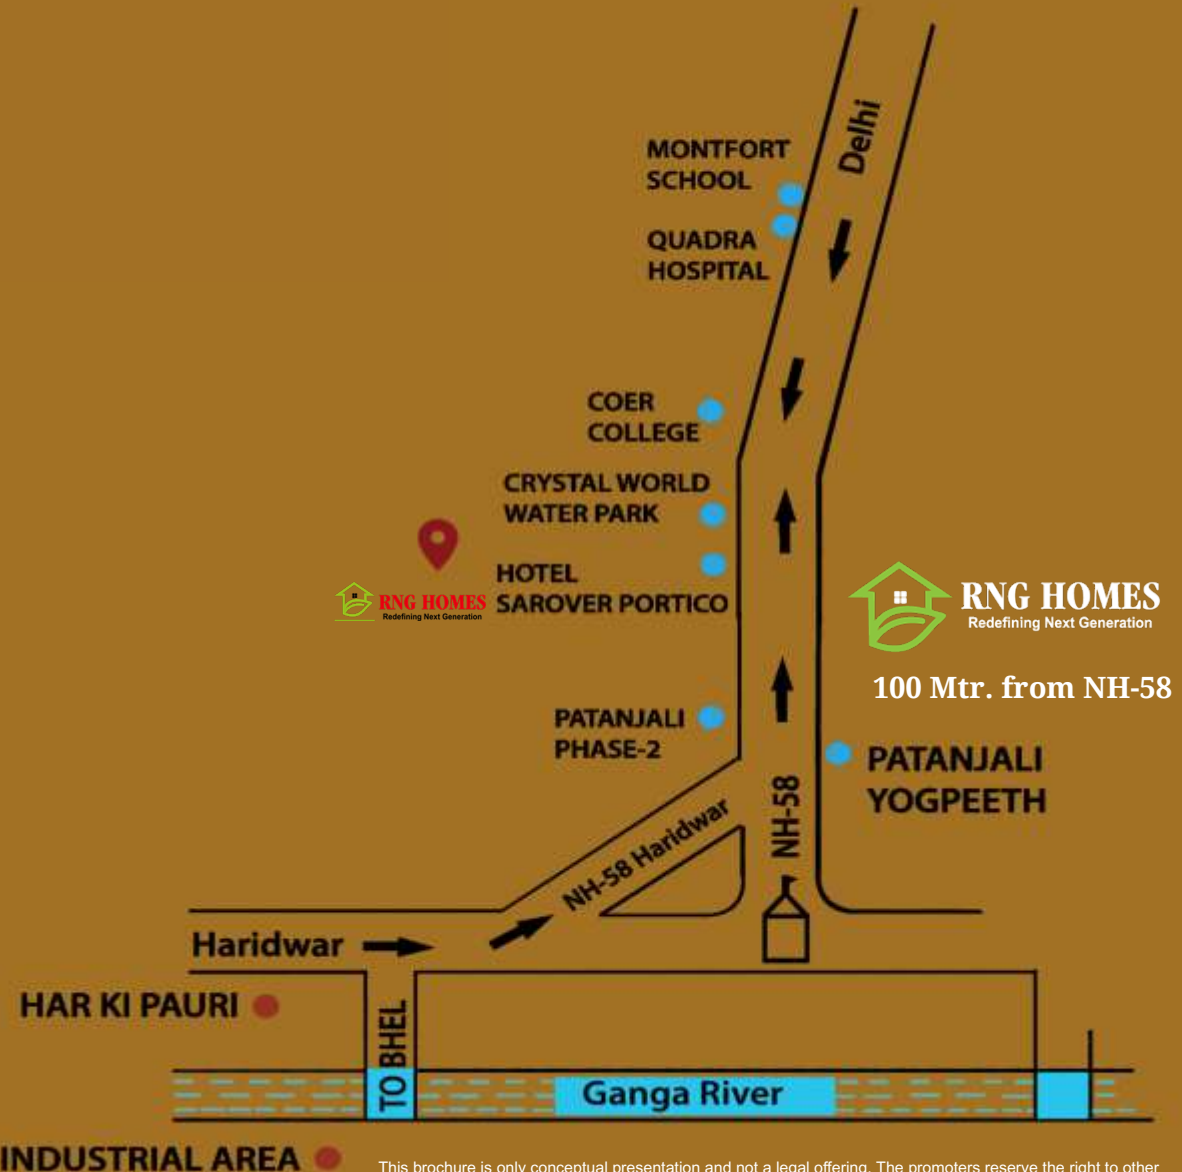 Delhi
MONTFORT
SCHOOL
QUADRA
HOSPITAL
COER
COLLEGE
CRYSTAL WORLD
WATER PARK
HOTEL
SAROVER PORTICO
RNG HOMES
Redefining Next Generation
RNG HOMES
Redefining Next Generation
100 Mtr. from NH-58
PATANJALI
PHASE-2
PATANJALI
YOGPEETH
NH-58
NH-58 Haridwar
Haridwar
HAR KI PAURI
TO BHEL
Ganga River
INDUSTRIAL AREA
This brochure is only conceptual presentation and not a legal offering. The promoters reserve the right to other